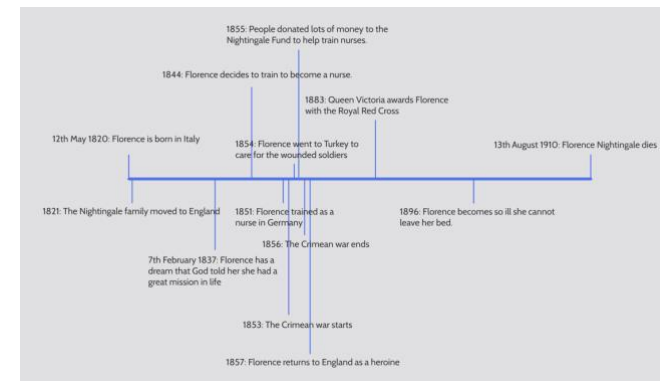 1855: People donated lots of money to the
Nightingale Fund to help train nurses.
1844: Florence decides to train to become a nurse.
1883: Queen Victoria awards Florence
with the Royal Red Cross
12th May 1820: Florence is born in Italy
1854: Florence went to Turkey to
care for the wounded soldiers
13th August 1910: Florence Nightingale dies
1821: The Nightingale family moved to England
1851: Florence trained as a
nurse in Germany
1896: Florence becomes so ill she cannot
leave her bed.
1856: The Crimean war ends
7th February 1837: Florence has a
dream that God told her she had a
great mission in life
1853: The Crimean war starts
1857: Florence returns to England as a heroine